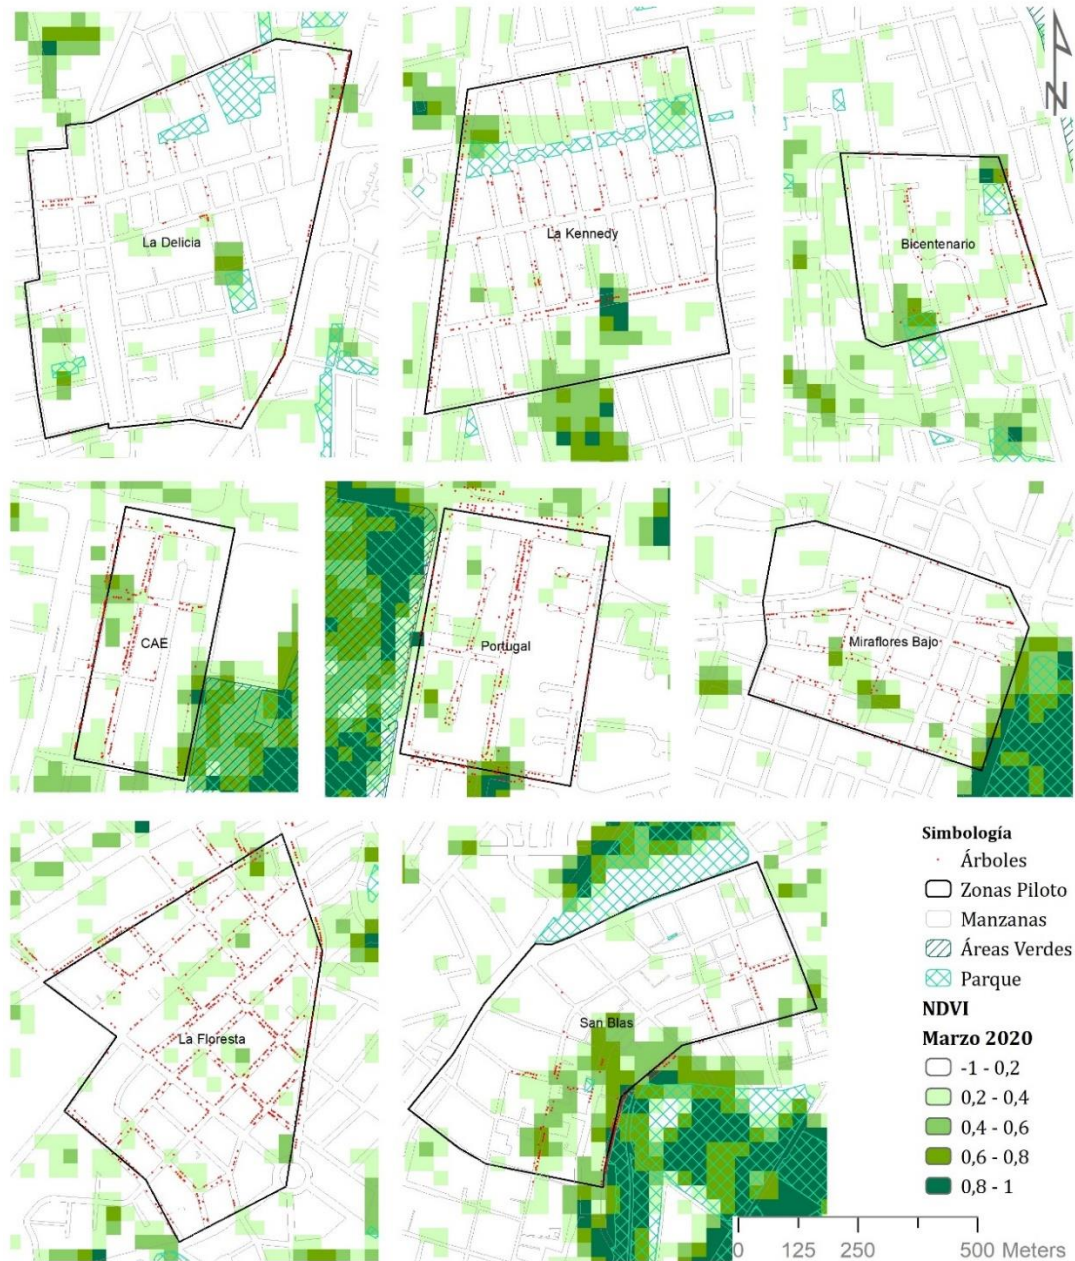 N
La Delicia
La Kennedy
Bicentenario
CAE
Portugal
Miraflores Bajo
La Floresta
San Blas
Simbología
Árboles
Zonas Piloto
Manzanas
Áreas Verdes
Parque
NDVI
Marzo 2020
-1 - 0,2
0,2 - 0,4
0,4 - 0,6
0,6 - 0,8
0,8 - 1
0 125 250 500 Meters